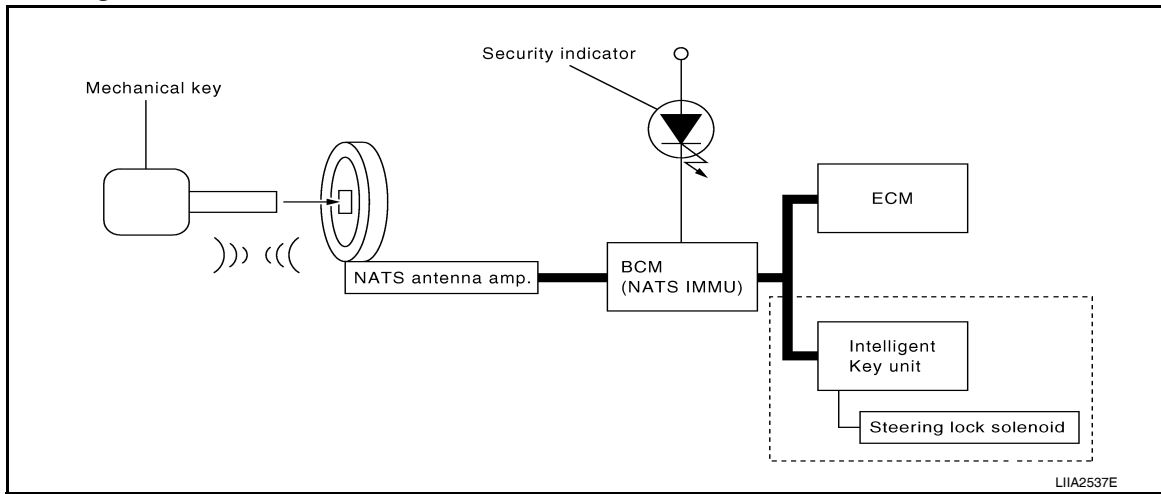 Security indicator
Mechanical key
ECM
NATS antenna amp.
BCM
(NATS IMMU)
Intelligent
Key unit
Steering lock solenoid
LIIA2537E